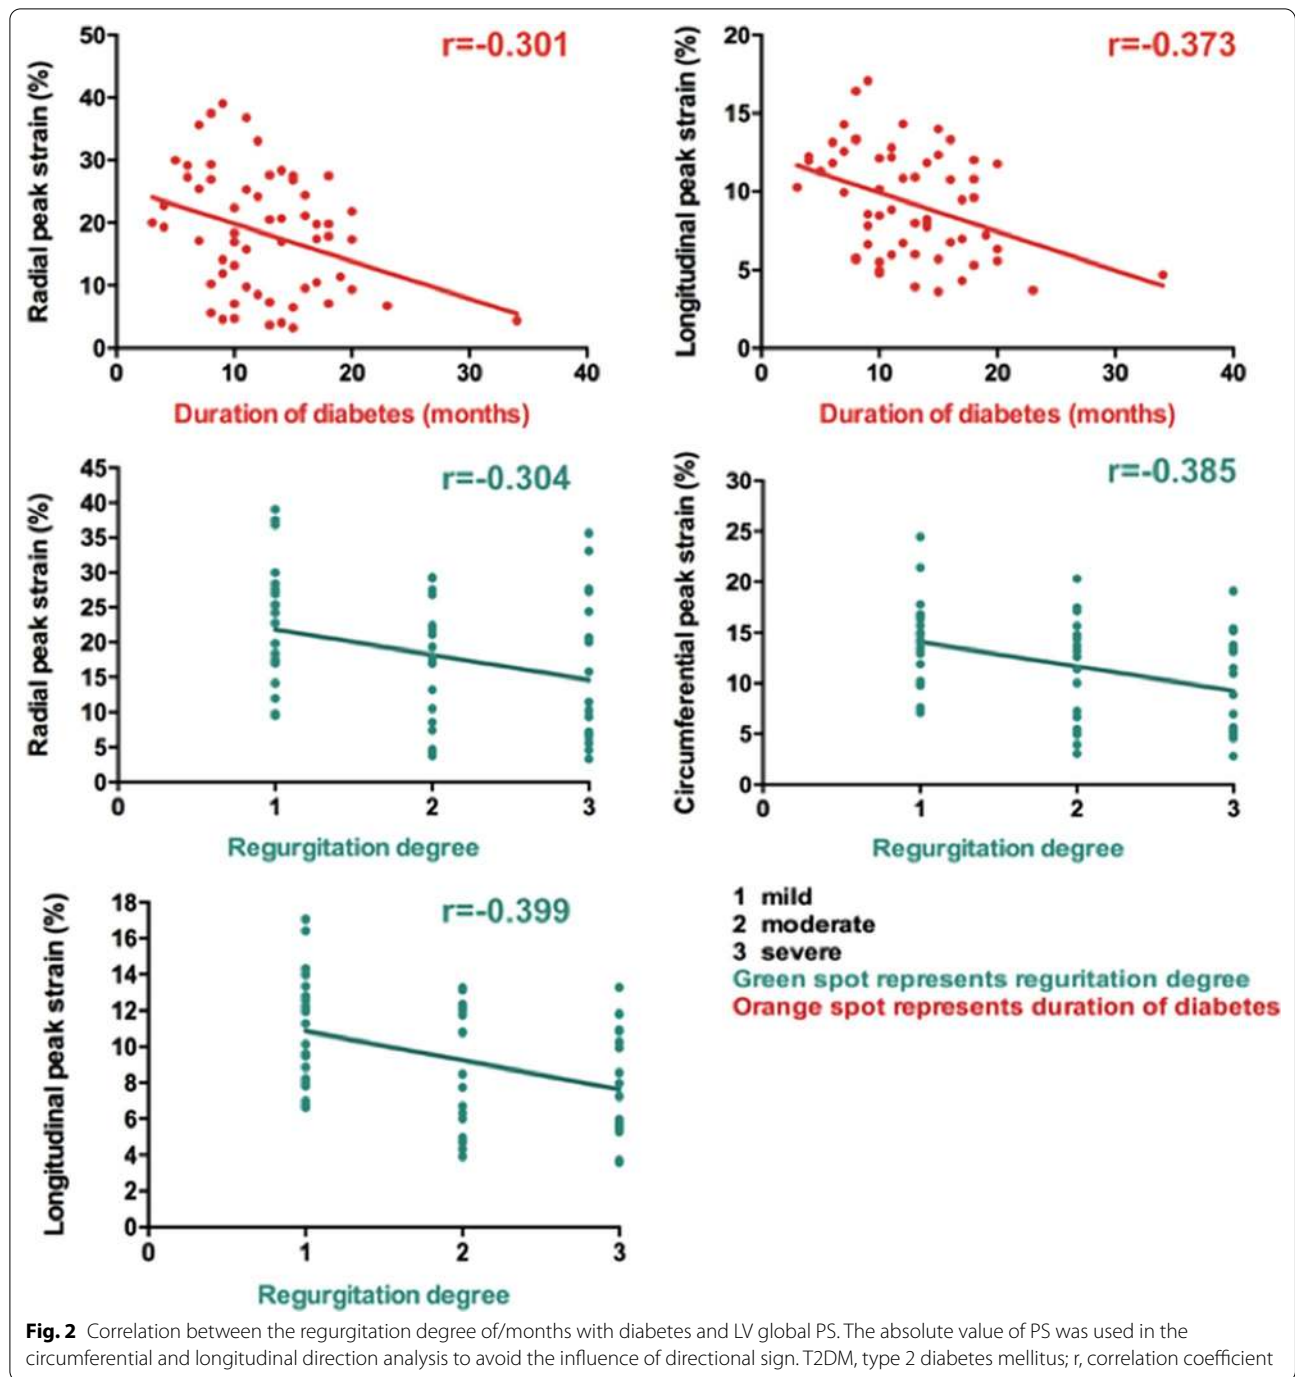 r=-0.301
Radial peak strain (%)
50
40
30
20
10
0
0 10 20 30 40
Duration of diabetes (months)
r=-0.373
Longitudinal peak strain (%)
20
15
10
5
0
0 10 20 30 40
Duration of diabetes (months)
r=-0.304
Radial peak strain (%)
45
40
35
30
25
20
15
10
5
0
0 1 2 3
Regurgitation degree
r=-0.385
Circumferential peak strain (%)
30
25
20
15
10
5
0
0 1 2 3
Regurgitation degree
r=-0.399
Longitudinal peak strain (%)
18
16
14
12
10
8
6
4
2
0
0 1 2 3
Regurgitation degree
1 mild
2 moderate
3 severe
Green spot represents reguritation degree
Orange spot represents duration of diabetes
Fig. 2 Correlation between the regurgitation degree of/months with diabetes and LV global PS. The absolute value of PS was used in the
circumferential and longitudinal direction analysis to avoid the influence of directional sign. T2DM, type 2 diabetes mellitus; r, correlation coefficient